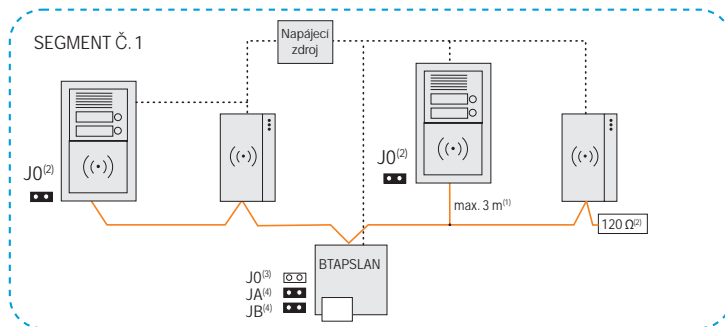 SEGMENT Č. 1
Napájecí
zdroj
J0(2)
J0(2)
max. 3 m(1)
120 Ω(2)
BTAPSLAN
J0(3)
JA(4)
JB(4)